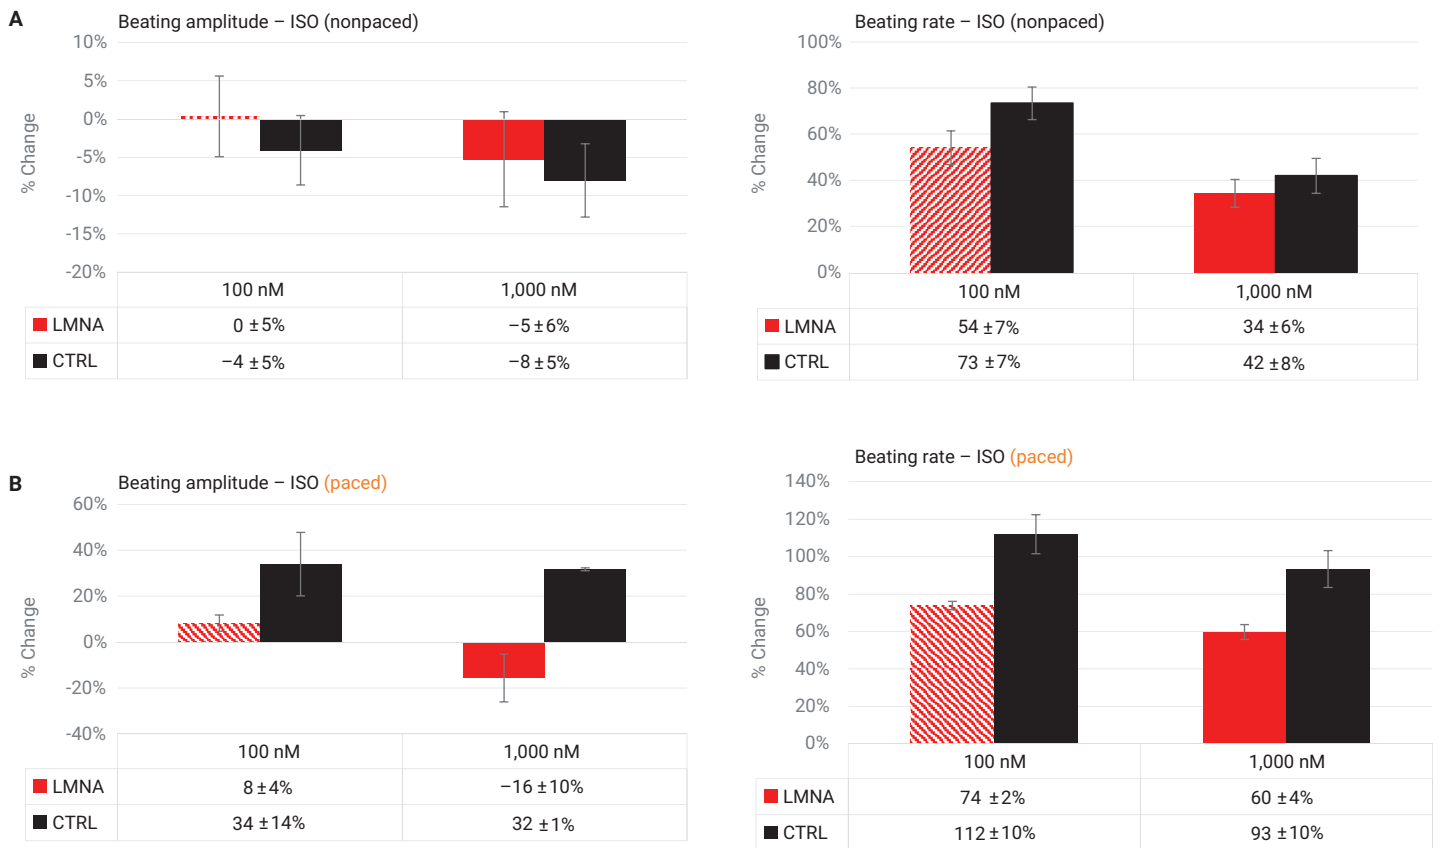 A
Beating amplitude – ISO (nonpaced)
10%
5%
0%
-5%
-10%
-15%
-20%
% Change
100 nM 1,000 nM
LMNA 0 ±5% –5 ±6%
CTRL –4 ±5% –8 ±5%
Beating rate – ISO (nonpaced)
100%
80%
60%
40%
20%
0%
% Change
100 nM 1,000 nM
LMNA 54 ±7% 34 ±6%
CTRL 73 ±7% 42 ±8%
B
Beating amplitude – ISO (paced)
60%
40%
20%
0%
-20%
-40%
% Change
100 nM 1,000 nM
LMNA 8 ±4% –16 ±10%
CTRL 34 ±14% 32 ±1%
Beating rate – ISO (paced)
140%
120%
100%
80%
60%
40%
20%
0%
% Change
100 nM 1,000 nM
LMNA 74 ±2% 60 ±4%
CTRL 112 ±10% 93 ±10%